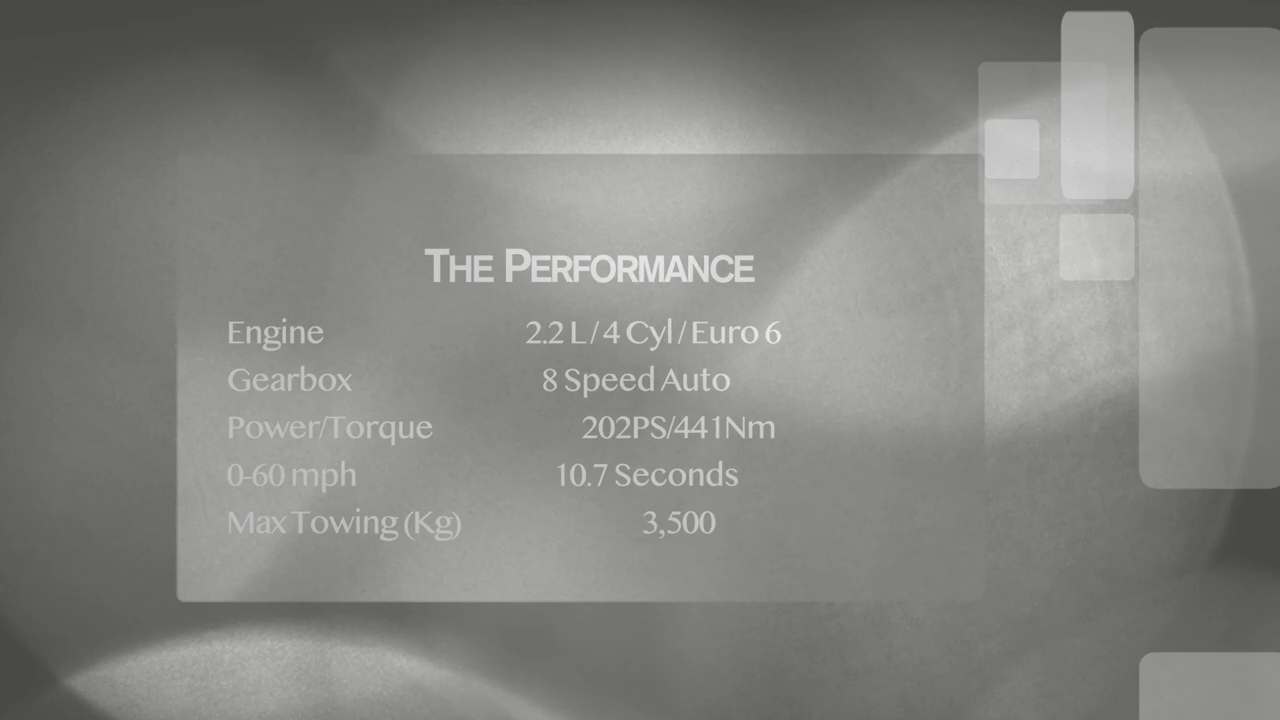 THE PERFORMANCE
Engine 2.2 L / 4 Cyl / Euro 6
Gearbox 8 Speed Auto
Power/Torque 202PS/441Nm
0-60 mph 10.7 Seconds
Max Towing (Kg) 3,500